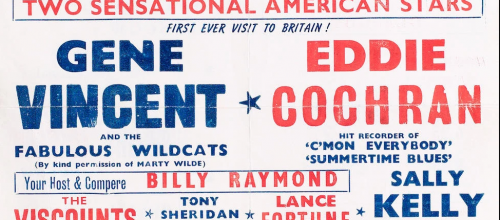 TWO SENSATIONAL AMERICAN STARS
FIRST EVER VISIT TO BRITAIN !
GENE
VINCENT
AND THE
FABULOUS WILDCATS
(By kind permission of MARTY WILDE)
EDDIE
COCHRAN
HIT RECORDER OF
'C'MON EVERYBODY'
'SUMMERTIME BLUES'
Your Host & Compere BILLY RAYMOND
THE
VISCOUNTS
TONY
SHERIDAN
LANCE
FORTUNE
SALLY
KELLY